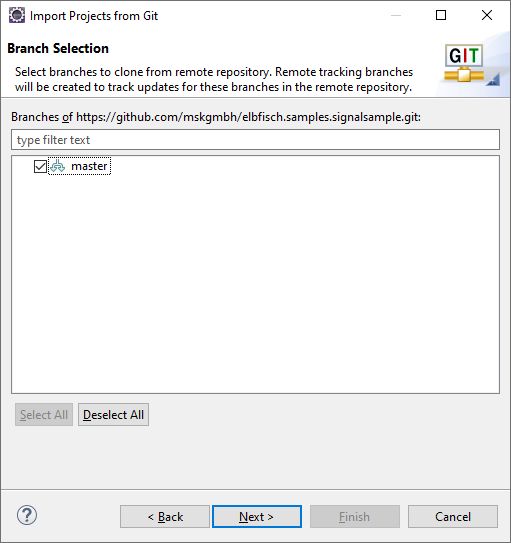 Import Projects from Git
Branch Selection
Select branches to clone from remote repository. Remote tracking branches
will be created to track updates for these branches in the remote repository.
GIT
Branches of https://github.com/mskgmbh/elbfisch.samples.signalsample.git:
type filter text
master
Select All
Deselect All
?
< Back
Next >
Finish
Cancel